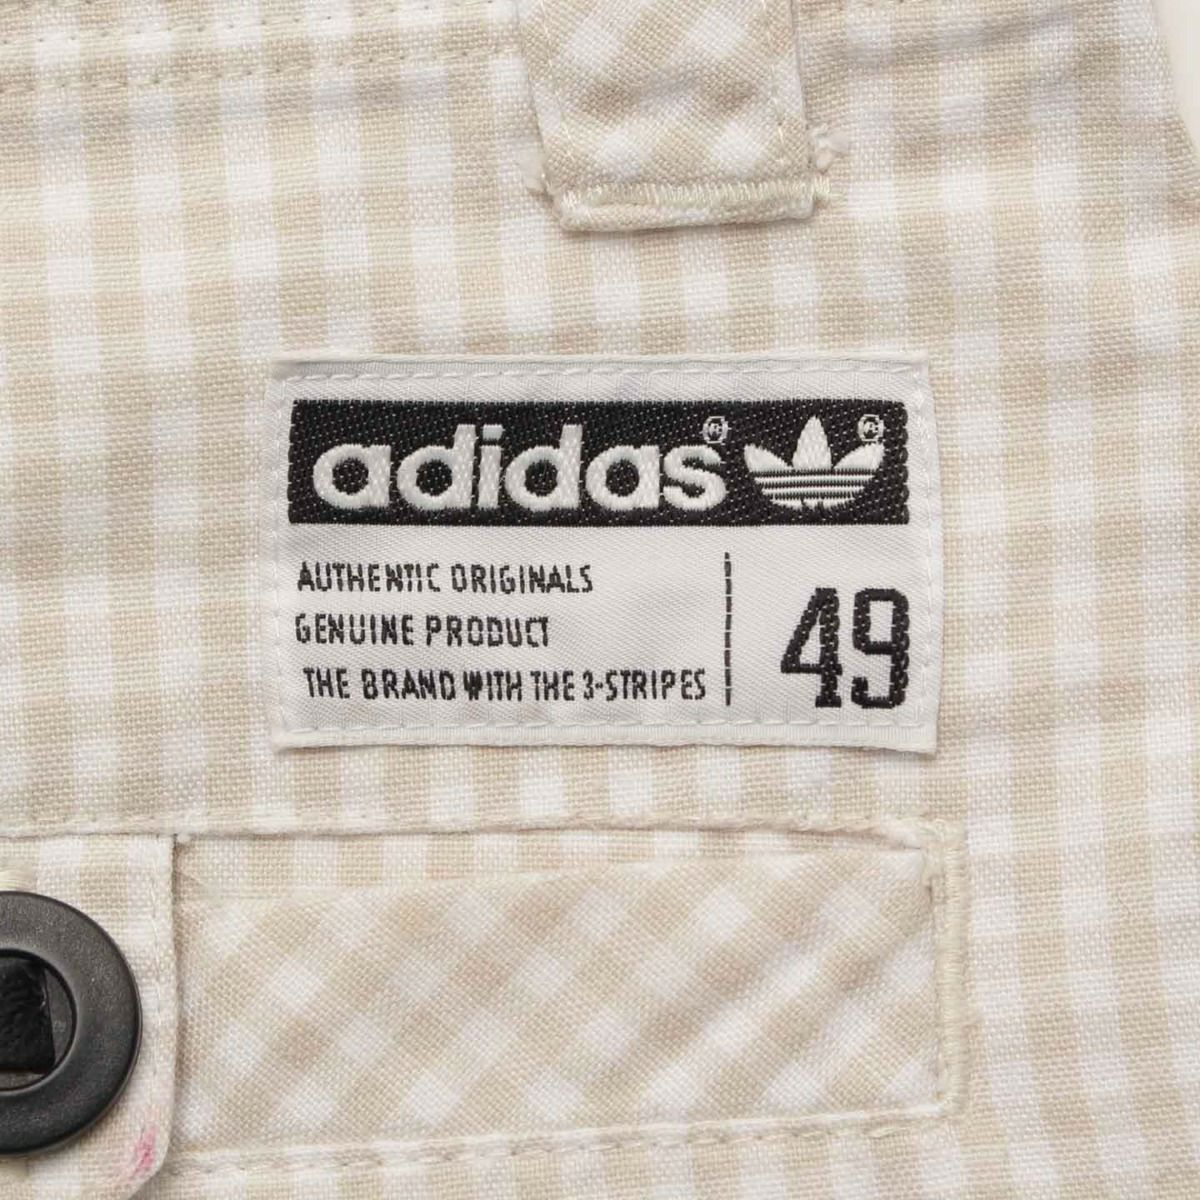 adidas®
®
AUTHENTIC ORIGINALS
GENUINE PRODUCT
THE BRAND WITH THE 3-STRIPES
49